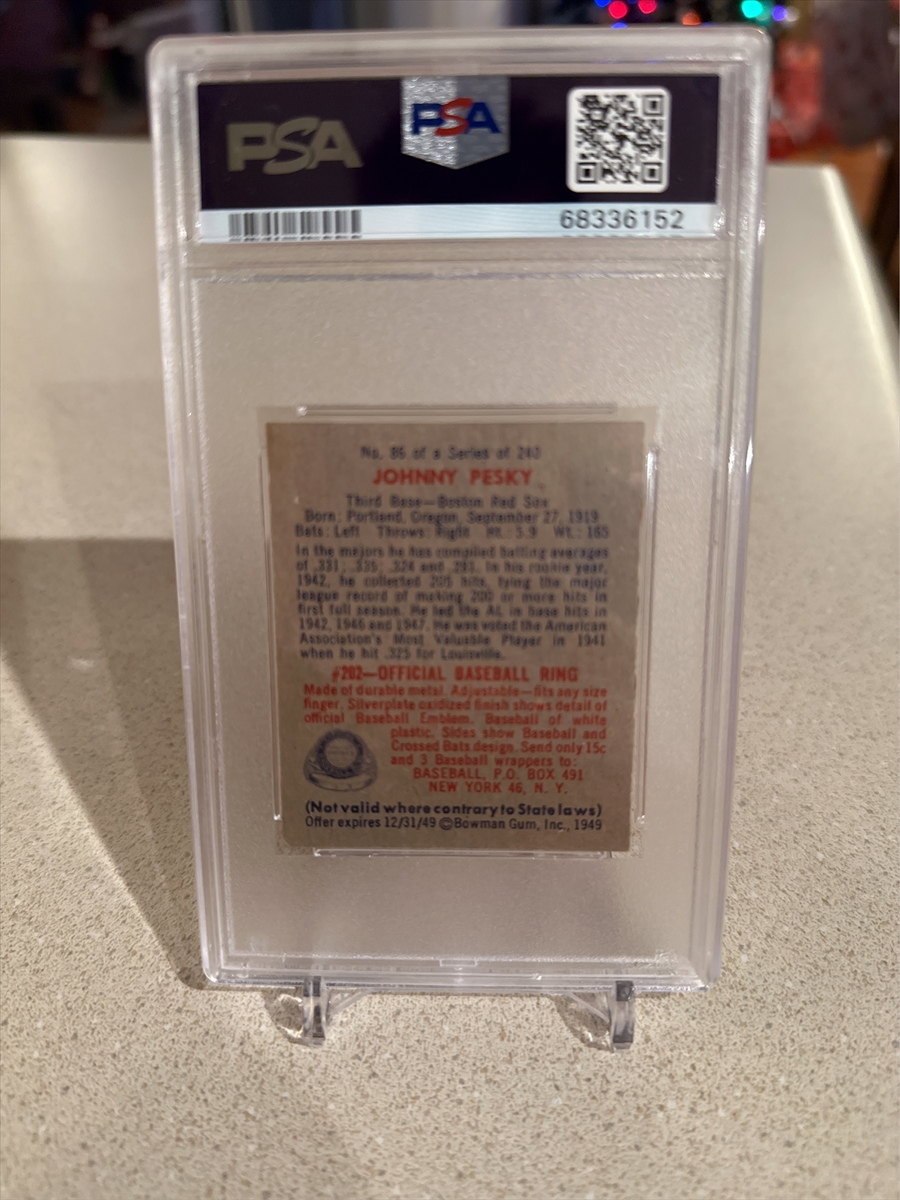 PSA
PSA
68336152
No. 86 of a Series of 240
JOHNNY PESKY
Third Base—Boston Red Sox
Born: Portland, Oregon, September 27, 1919
Bats: Left Throws: Right Ht.: 5.9 Wt.: 165
In the majors he has compiled batting averages
of .331; .335; .324 and .281. In his rookie year,
1942, he collected 205 hits, tying the major
league record of making 200 or more hits in
first full season. He led the AL in base hits in
1942, 1946 and 1947. He was voted the American
Association's Most Valuable Player in 1941
when he hit .325 for Louisville.
#202—OFFICIAL BASEBALL RING
Made of durable metal. Adjustable—fits any size
finger. Silverplate oxidized finish shows detail of
official Baseball Emblem. Baseball of white
plastic. Sides show Baseball and
Crossed Bats design. Send only 15c
and 3 Baseball wrappers to:
BASEBALL, P.O. BOX 491
NEW YORK 46, N. Y.
(Not valid where contrary to State laws)
Offer expires 12/31/49 ©Bowman Gum, Inc., 1949